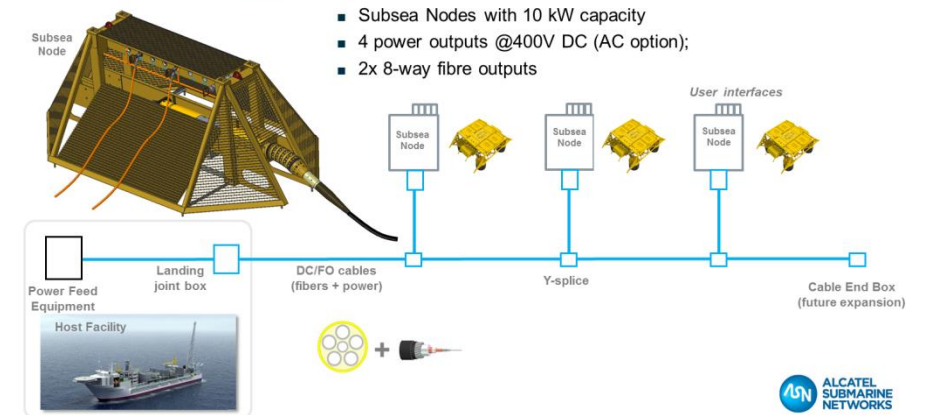 ■ Subsea Nodes with 10 kW capacity
■ 4 power outputs @400V DC (AC option);
■ 2x 8-way fibre outputs
Subsea
Node
User interfaces
Subsea
Node
Subsea
Node
Subsea
Node
Power Feed
Equipment
Landing
joint box
DC/FO cables
(fibers + power)
Y-splice
Cable End Box
(future expansion)
Host Facility
+
ASN
ALCATEL
SUBMARINE
NETWORKS